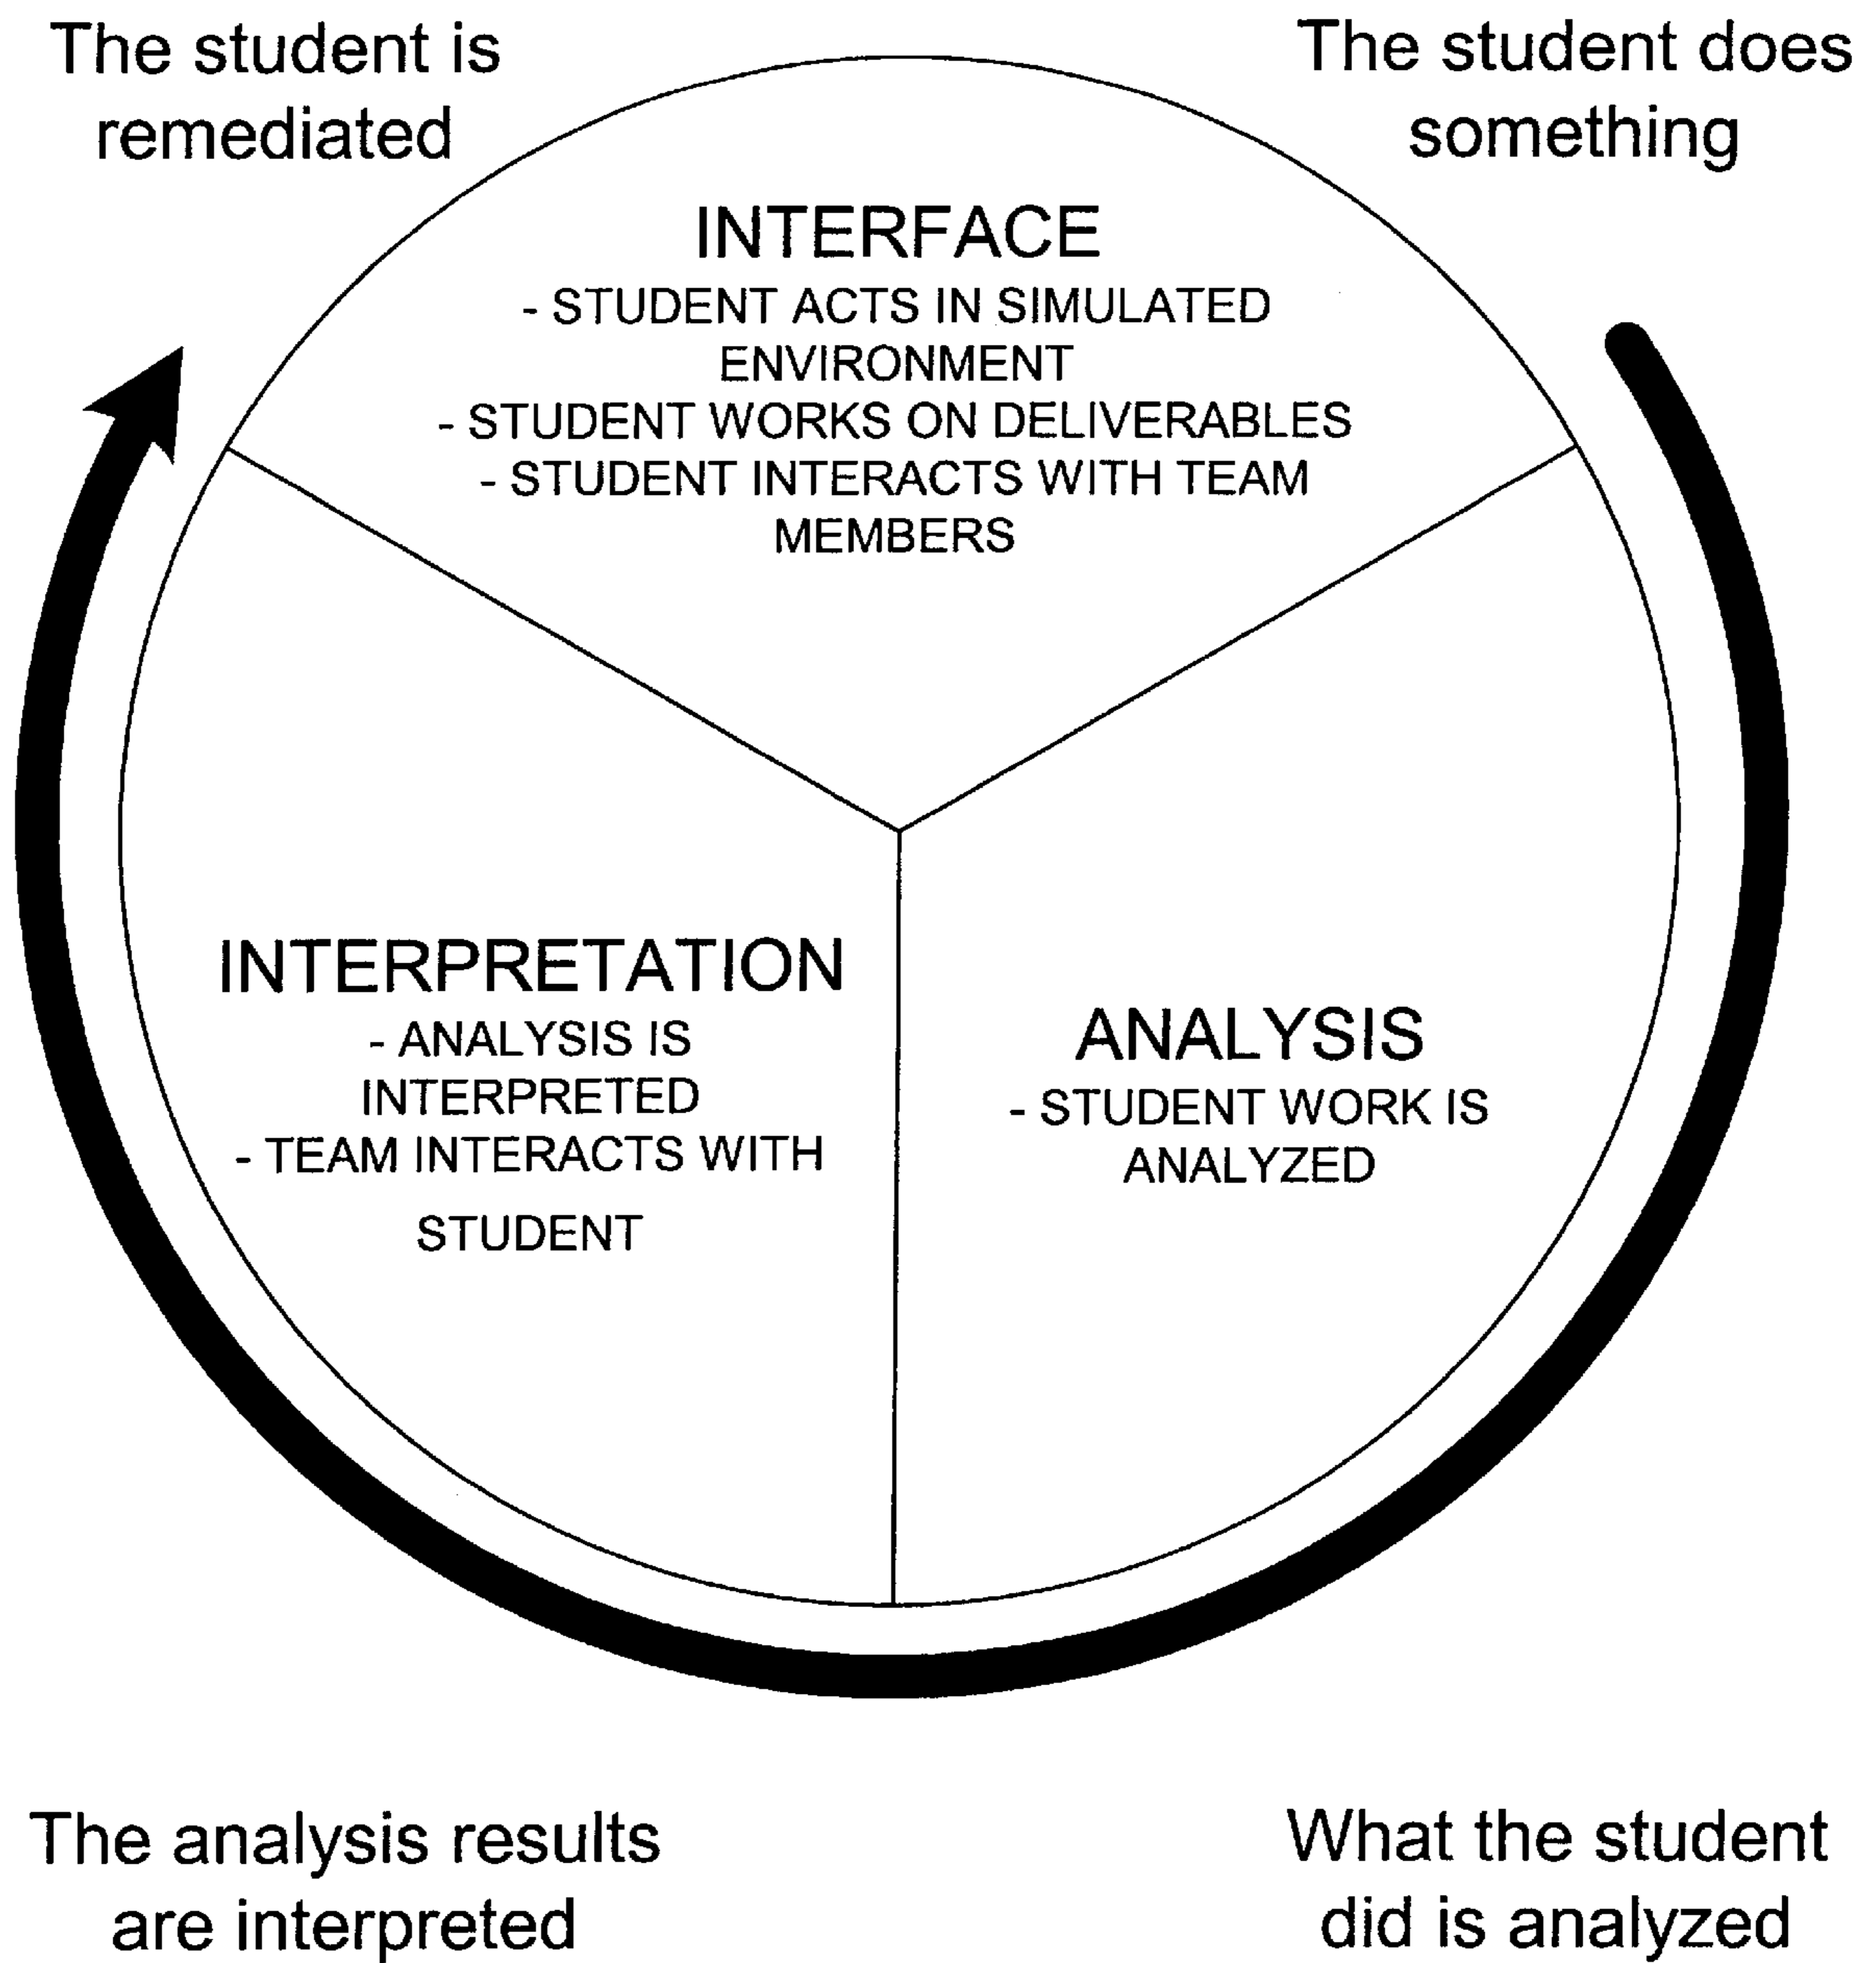 The student is
remediated
The student does
something
INTERFACE
- STUDENT ACTS IN SIMULATED
ENVIRONMENT
- STUDENT WORKS ON DELIVERABLES
- STUDENT INTERACTS WITH TEAM
MEMBERS
INTERPRETATION
- ANALYSIS IS
INTERPRETED
- TEAM INTERACTS WITH
STUDENT
ANALYSIS
- STUDENT WORK IS
ANALYZED
The analysis results
are interpreted
What the student
did is analyzed